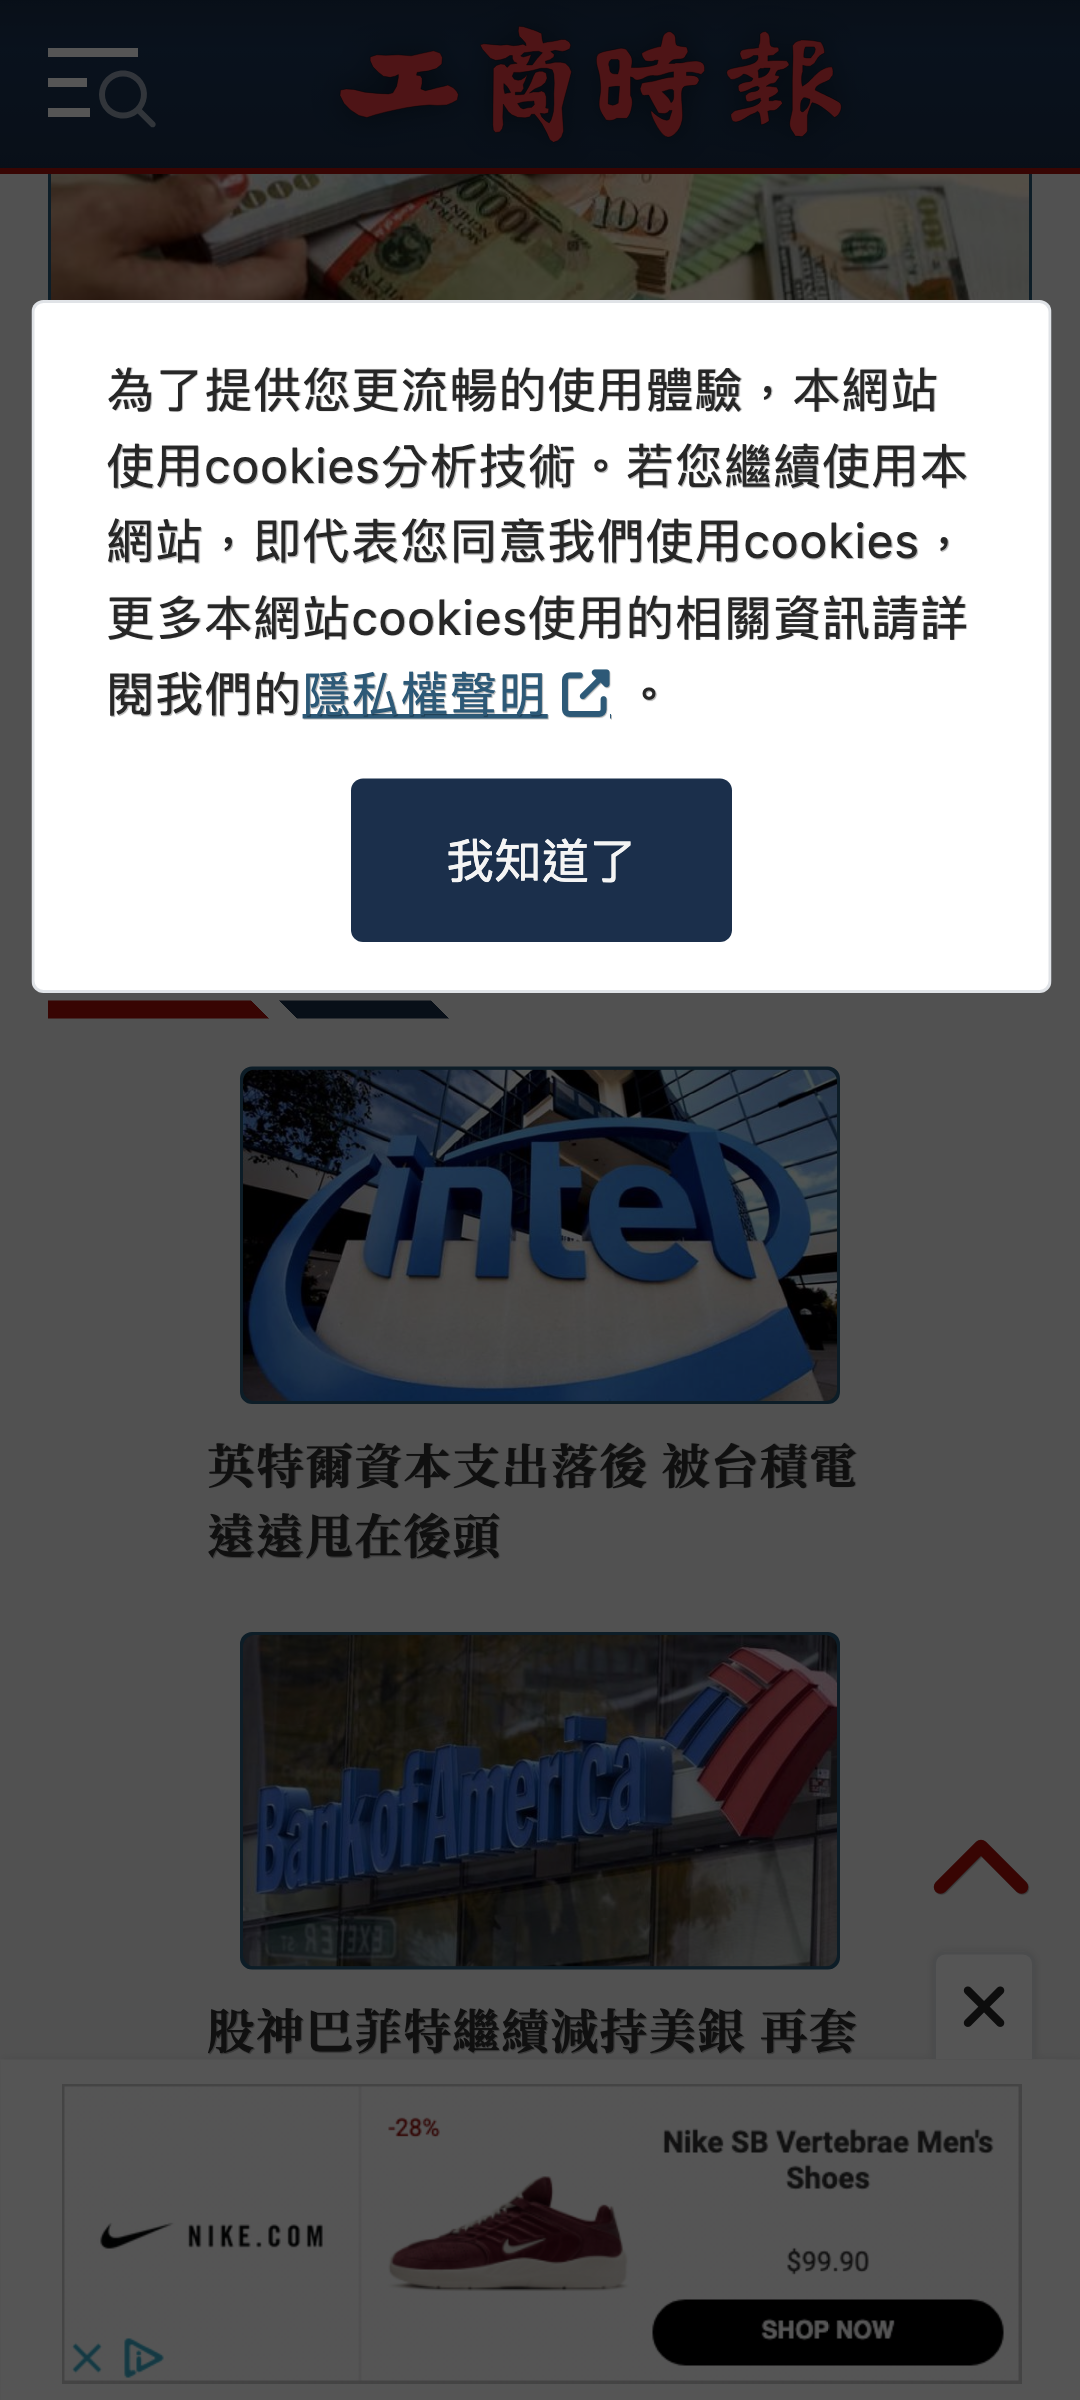 工商時報
為了提供您更流暢的使用體驗，本網站
使用cookies分析技術。若您繼續使用本
網站，即代表您同意我們使用cookies，
更多本網站cookies使用的相關資訊請詳
閱我們的隱私權聲明。
我知道了
intel
英特爾資本支出落後 被台積電
遠遠甩在後頭
Bank of America
EXETER ST
股神巴菲特繼續減持美銀 再套
-28%
Nike SB Vertebrae Men's
Shoes
NIKE.COM
$99.90
SHOP NOW